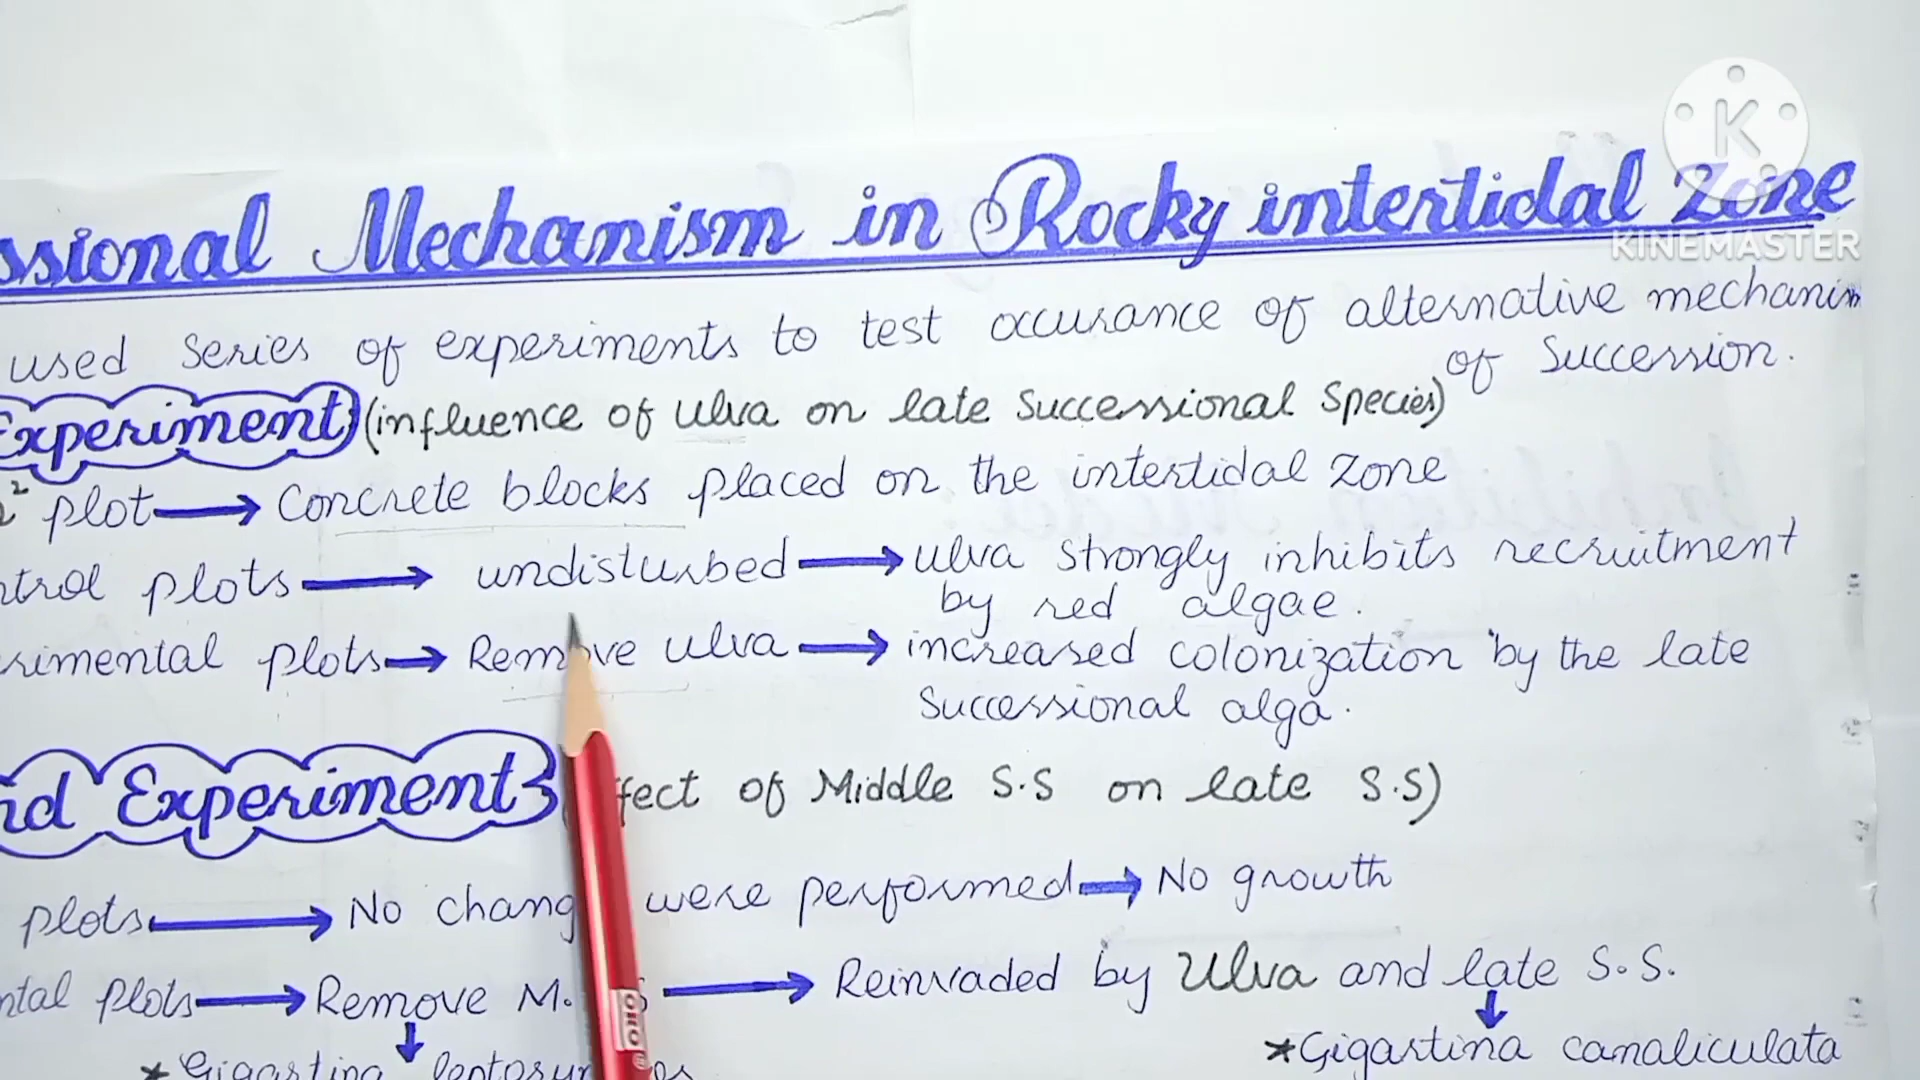 ssional Mechanism in Rocky intertidal Zone
KINEMASTER
used series of experiments to test occurance of alternative mechanism
of Succession.
Experiment (influence of ulva on late Successional Species)
2 plot → Concrete blocks placed on the intertidal zone
ntrol plots → undisturbed → ulva strongly inhibits recruitment
by red algae.
rimental plots → Remove ulva → increased colonization by the late
Successional alga.
nd Experiment fect of Middle S.S on late S.S)
plots → No chang were performed → No growth
ntal plots → Remove M. S → Reinvaded by Ulva and late S.S.
* Gigartina
* Gigartina canaliculata
ORO